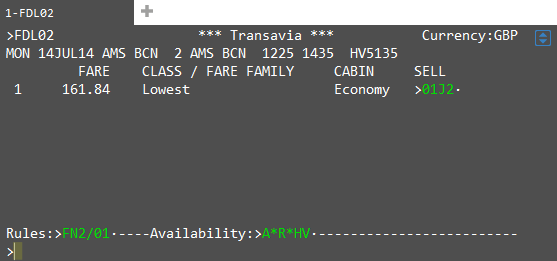 1-FDL02
>FDL02 *** Transavia *** Currency:GBP
MON 14JUL14 AMS BCN 2 AMS BCN 1225 1435 HV5135
FARE CLASS / FARE FAMILY CABIN SELL
1 161.84 Lowest Economy >01J2·
Rules:>FN2/01·----Availability:>A*R*HV·-------------------------
>